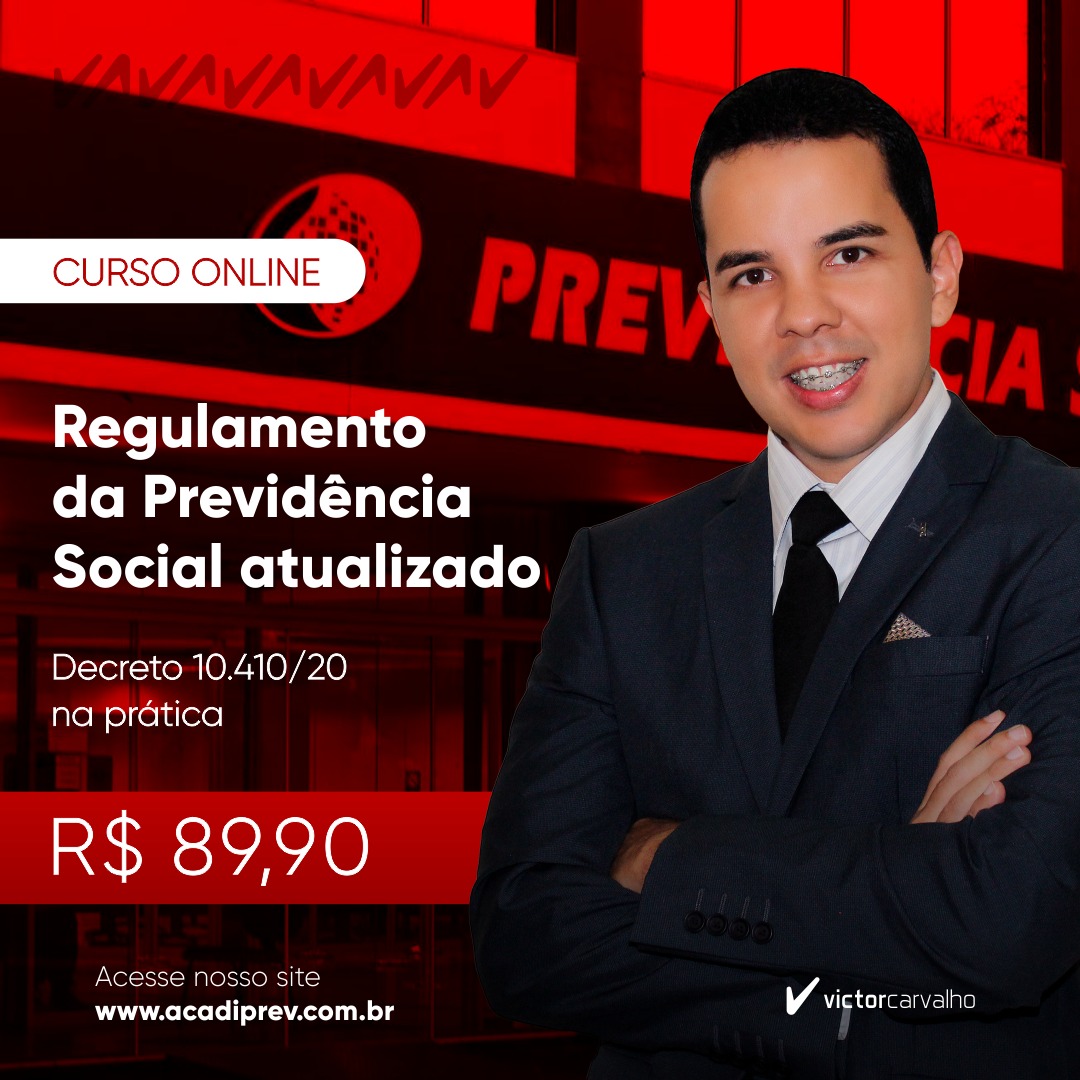 PREVIDÊNCIA S
CURSO ONLINE
Regulamento
da Previdência
Social atualizado
Decreto 10.410/20
na prática
R$ 89,90
Acesse nosso site
www.acadiprev.com.br
victorcarvalho